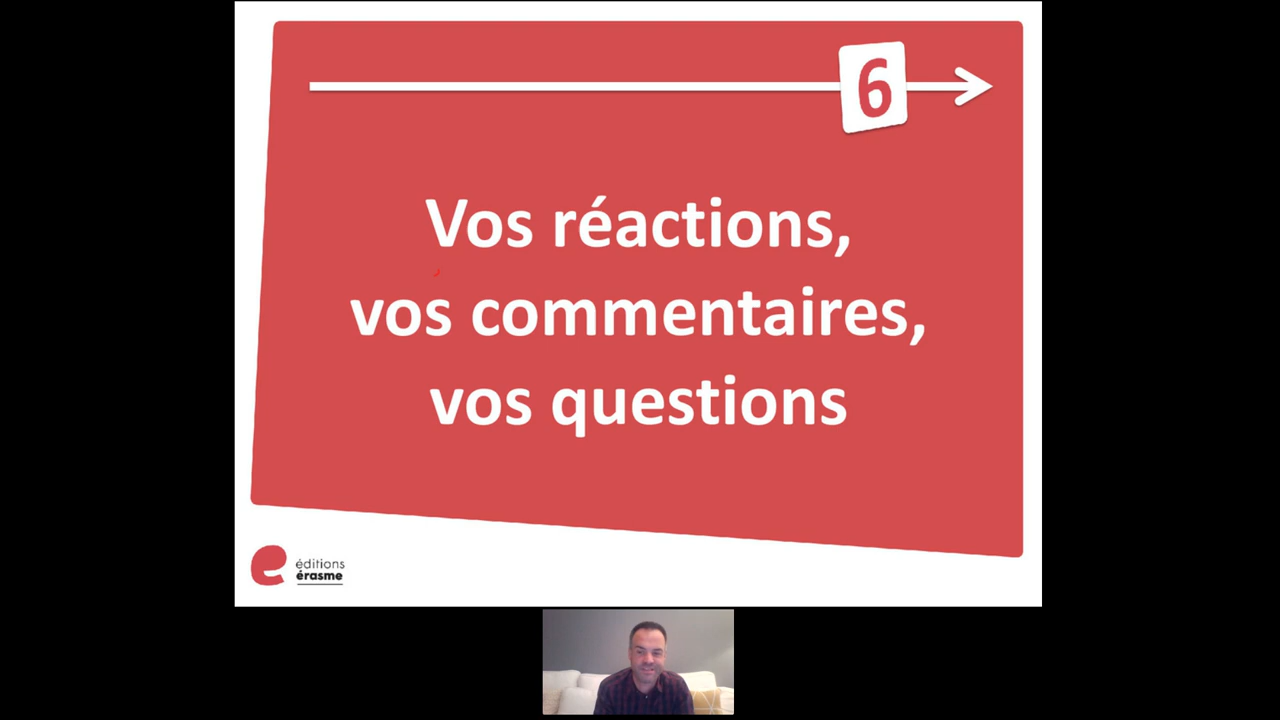 6
Vos réactions,
vos commentaires,
vos questions
éditions
érasme